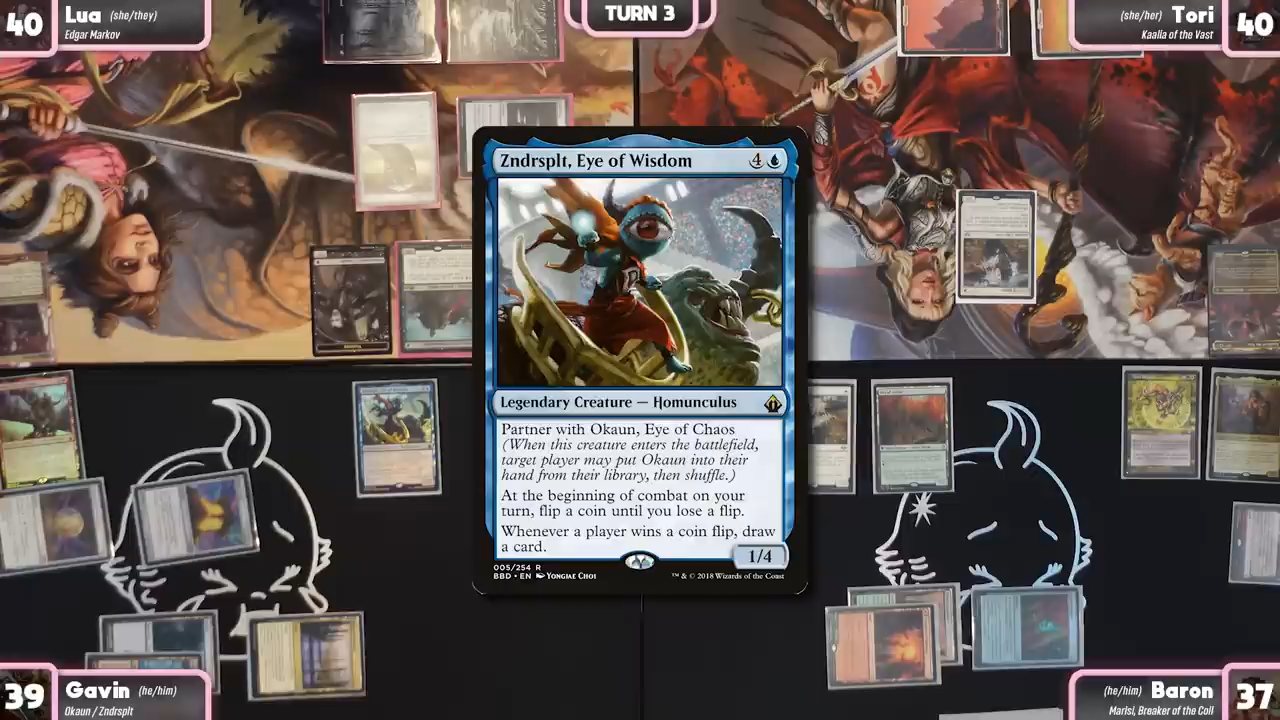 40
Lua (she/they)
Edgar Markov
TURN 3
(she/her) Tori
Kaalia of the Vast
40
Zndrsplt, Eye of Wisdom 4
Legendary Creature — Homunculus
Partner with Okaun, Eye of Chaos
(When this creature enters the battlefield,
target player may put Okaun into their
hand from their library, then shuffle.)
At the beginning of combat on your
turn, flip a coin until you lose a flip.
Whenever a player wins a coin flip, draw
a card.
1/4
005/254 R
BBD • EN Yongjae Choi
™ & © 2018 Wizards of the Coast
39
Gavin (he/him)
Okaun / Zndrsplt
(he/him) Baron
Marisi, Breaker of the Coil
37